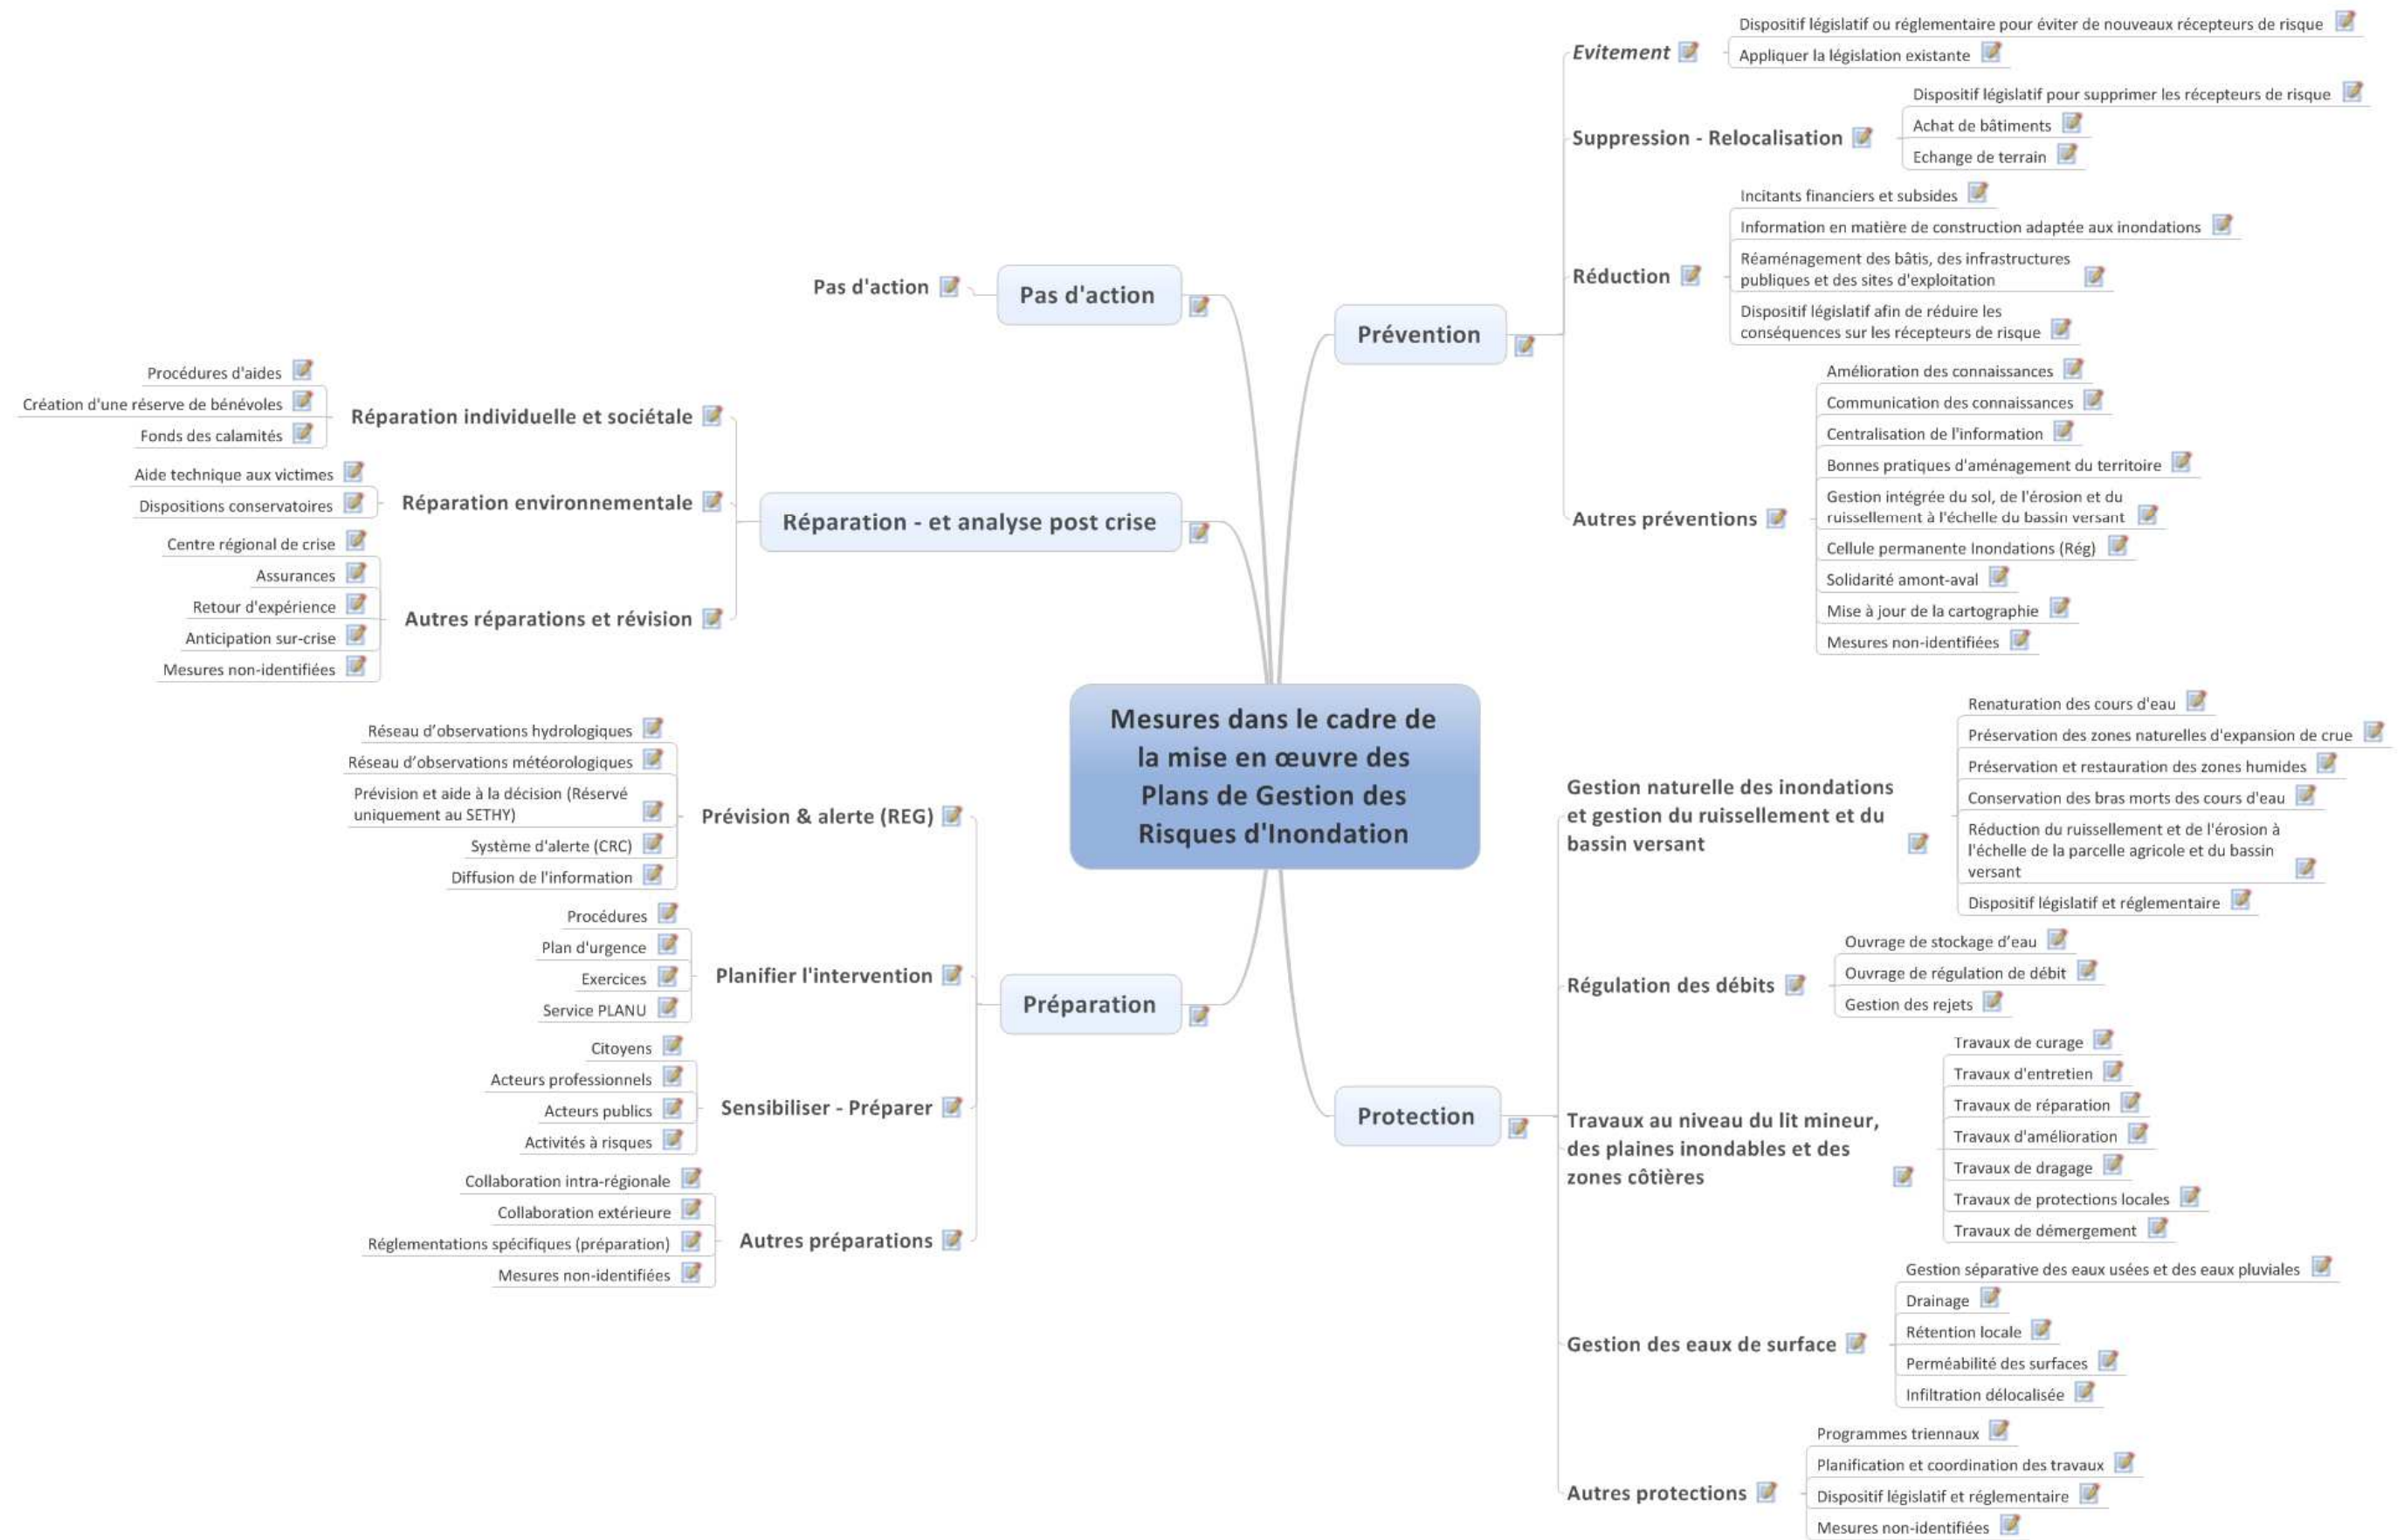 Mesures dans le cadre de
la mise en œuvre des
Plans de Gestion des
Risques d'Inondation
Pas d'action
Pas d'action
Réparation - et analyse post crise
Réparation individuelle et sociétale
Procédures d'aides
Création d'une réserve de bénévoles
Fonds des calamités
Réparation environnementale
Aide technique aux victimes
Dispositions conservatoires
Autres réparations et révision
Centre régional de crise
Assurances
Retour d'expérience
Anticipation sur-crise
Mesures non-identifiées
Préparation
Prévision & alerte (REG)
Réseau d’observations hydrologiques
Réseau d’observations météorologiques
Prévision et aide à la décision (Réservé
uniquement au SETHY)
Système d'alerte (CRC)
Diffusion de l'information
Planifier l'intervention
Procédures
Plan d'urgence
Exercices
Service PLANU
Sensibiliser - Préparer
Citoyens
Acteurs professionnels
Acteurs publics
Activités à risques
Autres préparations
Collaboration intra-régionale
Collaboration extérieure
Réglementations spécifiques (préparation)
Mesures non-identifiées
Prévention
Evitement
Dispositif législatif ou réglementaire pour éviter de nouveaux récepteurs de risque
Appliquer la législation existante
Suppression - Relocalisation
Dispositif législatif pour supprimer les récepteurs de risque
Achat de bâtiments
Echange de terrain
Réduction
Incitants financiers et subsides
Information en matière de construction adaptée aux inondations
Réaménagement des bâtis, des infrastructures
publiques et des sites d'exploitation
Dispositif législatif afin de réduire les
conséquences sur les récepteurs de risque
Autres préventions
Amélioration des connaissances
Communication des connaissances
Centralisation de l'information
Bonnes pratiques d'aménagement du territoire
Gestion intégrée du sol, de l'érosion et du
ruissellement à l'échelle du bassin versant
Cellule permanente Inondations (Rég)
Solidarité amont-aval
Mise à jour de la cartographie
Mesures non-identifiées
Protection
Gestion naturelle des inondations
et gestion du ruissellement et du
bassin versant
Renaturation des cours d'eau
Préservation des zones naturelles d'expansion de crue
Préservation et restauration des zones humides
Conservation des bras morts des cours d'eau
Réduction du ruissellement et de l'érosion à
l'échelle de la parcelle agricole et du bassin
versant
Dispositif législatif et réglementaire
Régulation des débits
Ouvrage de stockage d’eau
Ouvrage de régulation de débit
Gestion des rejets
Travaux au niveau du lit mineur,
des plaines inondables et des
zones côtières
Travaux de curage
Travaux d'entretien
Travaux de réparation
Travaux d'amélioration
Travaux de dragage
Travaux de protections locales
Travaux de démergement
Gestion des eaux de surface
Gestion séparative des eaux usées et des eaux pluviales
Drainage
Rétention locale
Perméabilité des surfaces
Infiltration délocalisée
Autres protections
Programmes triennaux
Planification et coordination des travaux
Dispositif législatif et réglementaire
Mesures non-identifiées